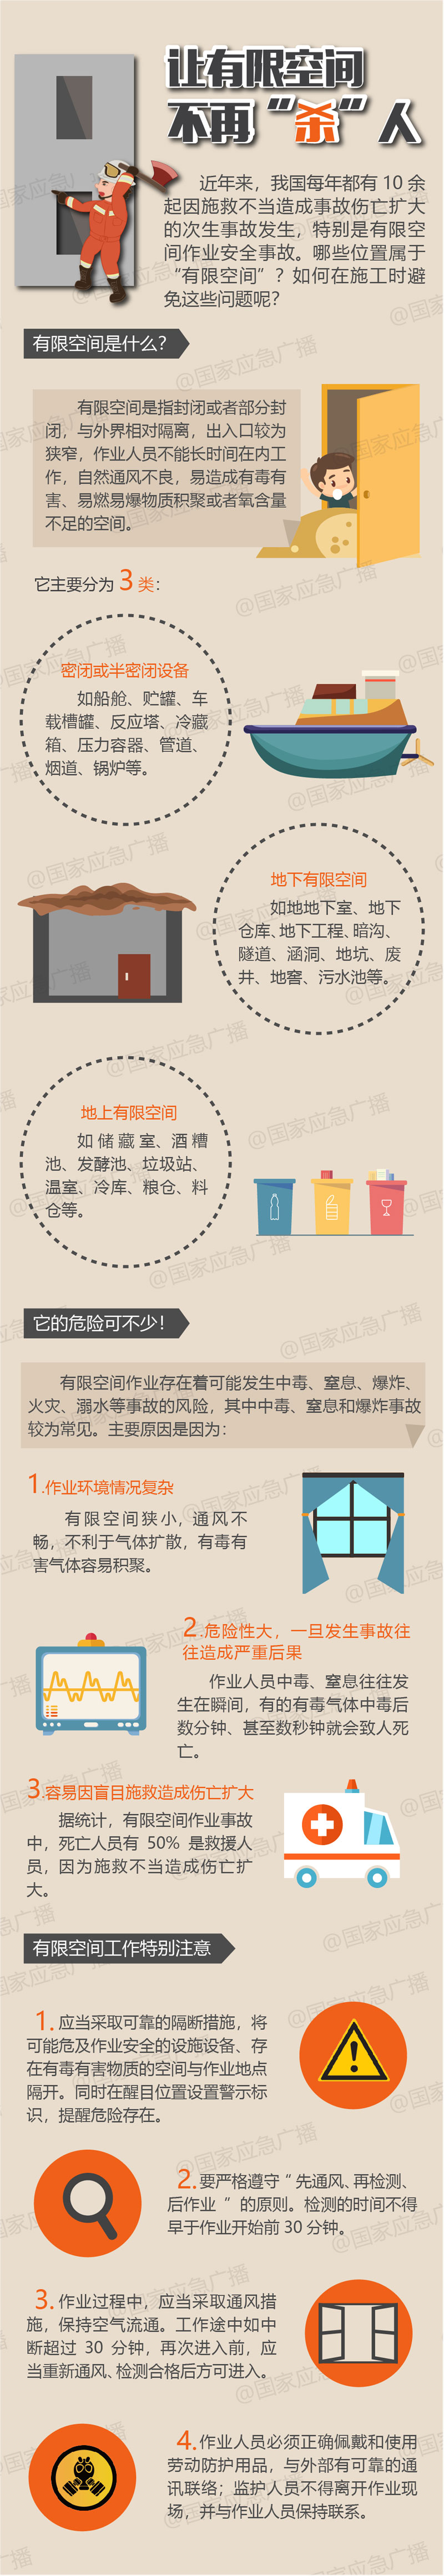 让有限空间
不再“杀”人
近年来，我国每年都有 10 余
起因施救不当造成事故伤亡扩大
的次生事故发生，特别是有限空
间作业安全事故。哪些位置属于
“有限空间”？如何在施工时避
免这些问题呢？
有限空间是什么？
有限空间是指封闭或者部分封
闭，与外界相对隔离，出入口较为
狭窄，作业人员不能长时间在内工
作，自然通风不良，易造成有毒有
害、易燃易爆物质积聚或者氧含量
不足的空间。
它主要分为 3 类：
密闭或半密闭设备
如船舱、贮罐、车
载槽罐、反应塔、冷藏
箱、压力容器、管道、
烟道、锅炉等。
地下有限空间
如地地下室、地下
仓库、地下工程、暗沟、
隧道、涵洞、地坑、废
井、地窖、污水池等。
地上有限空间
如储藏室、酒糟
池、发酵池、垃圾站、
温室、冷库、粮仓、料
仓等。
它的危险可不少！
有限空间作业存在着可能发生中毒、窒息、爆炸、
火灾、溺水等事故的风险，其中中毒、窒息和爆炸事故
较为常见。主要原因是因为：
1.作业环境情况复杂
有限空间狭小，通风不
畅，不利于气体扩散，有毒有
害气体容易积聚。
2.危险性大，一旦发生事故往
往造成严重后果
作业人员中毒、窒息往往发
生在瞬间，有的有毒气体中毒后
数分钟、甚至数秒钟就会致人死
亡。
3.容易因盲目施救造成伤亡扩大
据统计，有限空间作业事故
中，死亡人员有 50% 是救援人
员，因为施救不当造成伤亡扩
大。
有限空间工作特别注意
1. 应当采取可靠的隔断措施，将
可能危及作业安全的设施设备、存
在有毒有害物质的空间与作业地点
隔开。同时在醒目位置设置警示标
识，提醒危险存在。
2. 要严格遵守“先通风、再检测、
后作业 ”的原则。检测的时间不得
早于作业开始前 30 分钟。
3. 作业过程中，应当采取通风措
施，保持空气流通。工作途中如中
断超过 30 分钟，再次进入前，应
当重新通风、检测合格后方可进入。
4. 作业人员必须正确佩戴和使用
劳动防护用品，与外部有可靠的通
讯联络；监护人员不得离开作业现
场，并与作业人员保持联系。
@国家应急广播